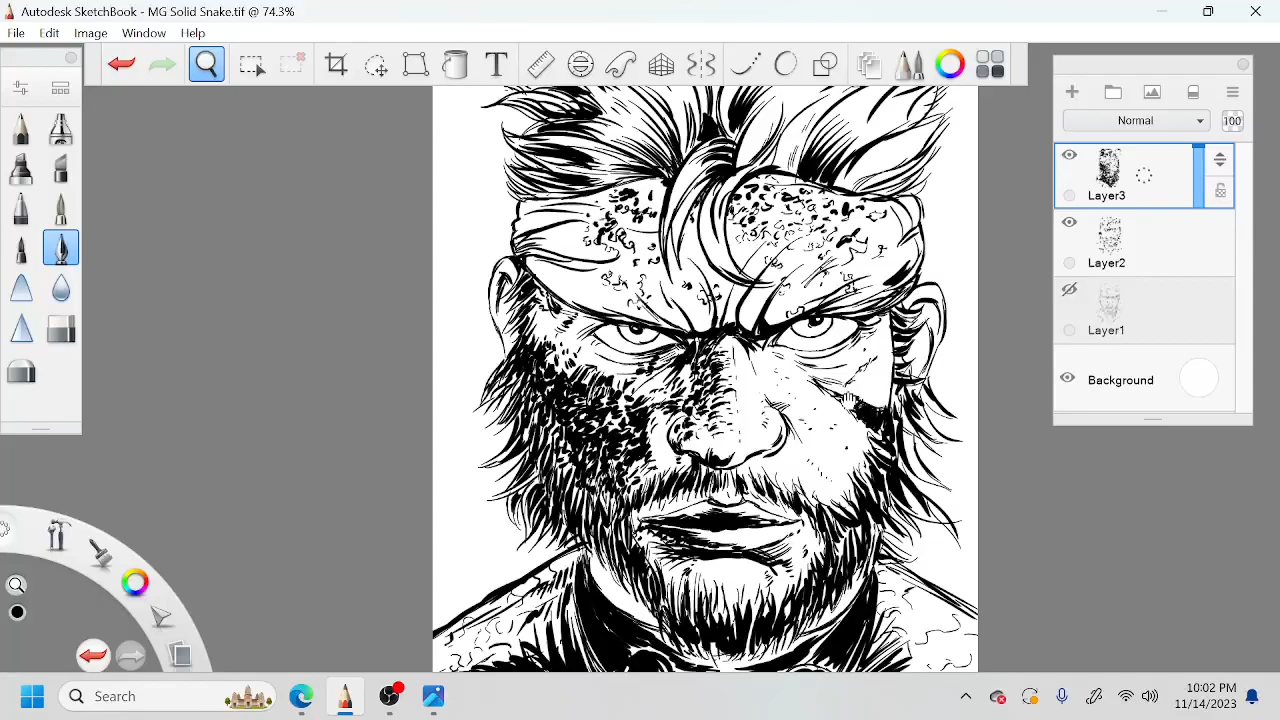 Autodesk SketchBook - MG Solid Snake.tif @ 74.3%
File Edit Image Window Help
T
Normal
100
Layer3
Layer2
Layer1
Background
Search
10:02 PM
11/14/2023